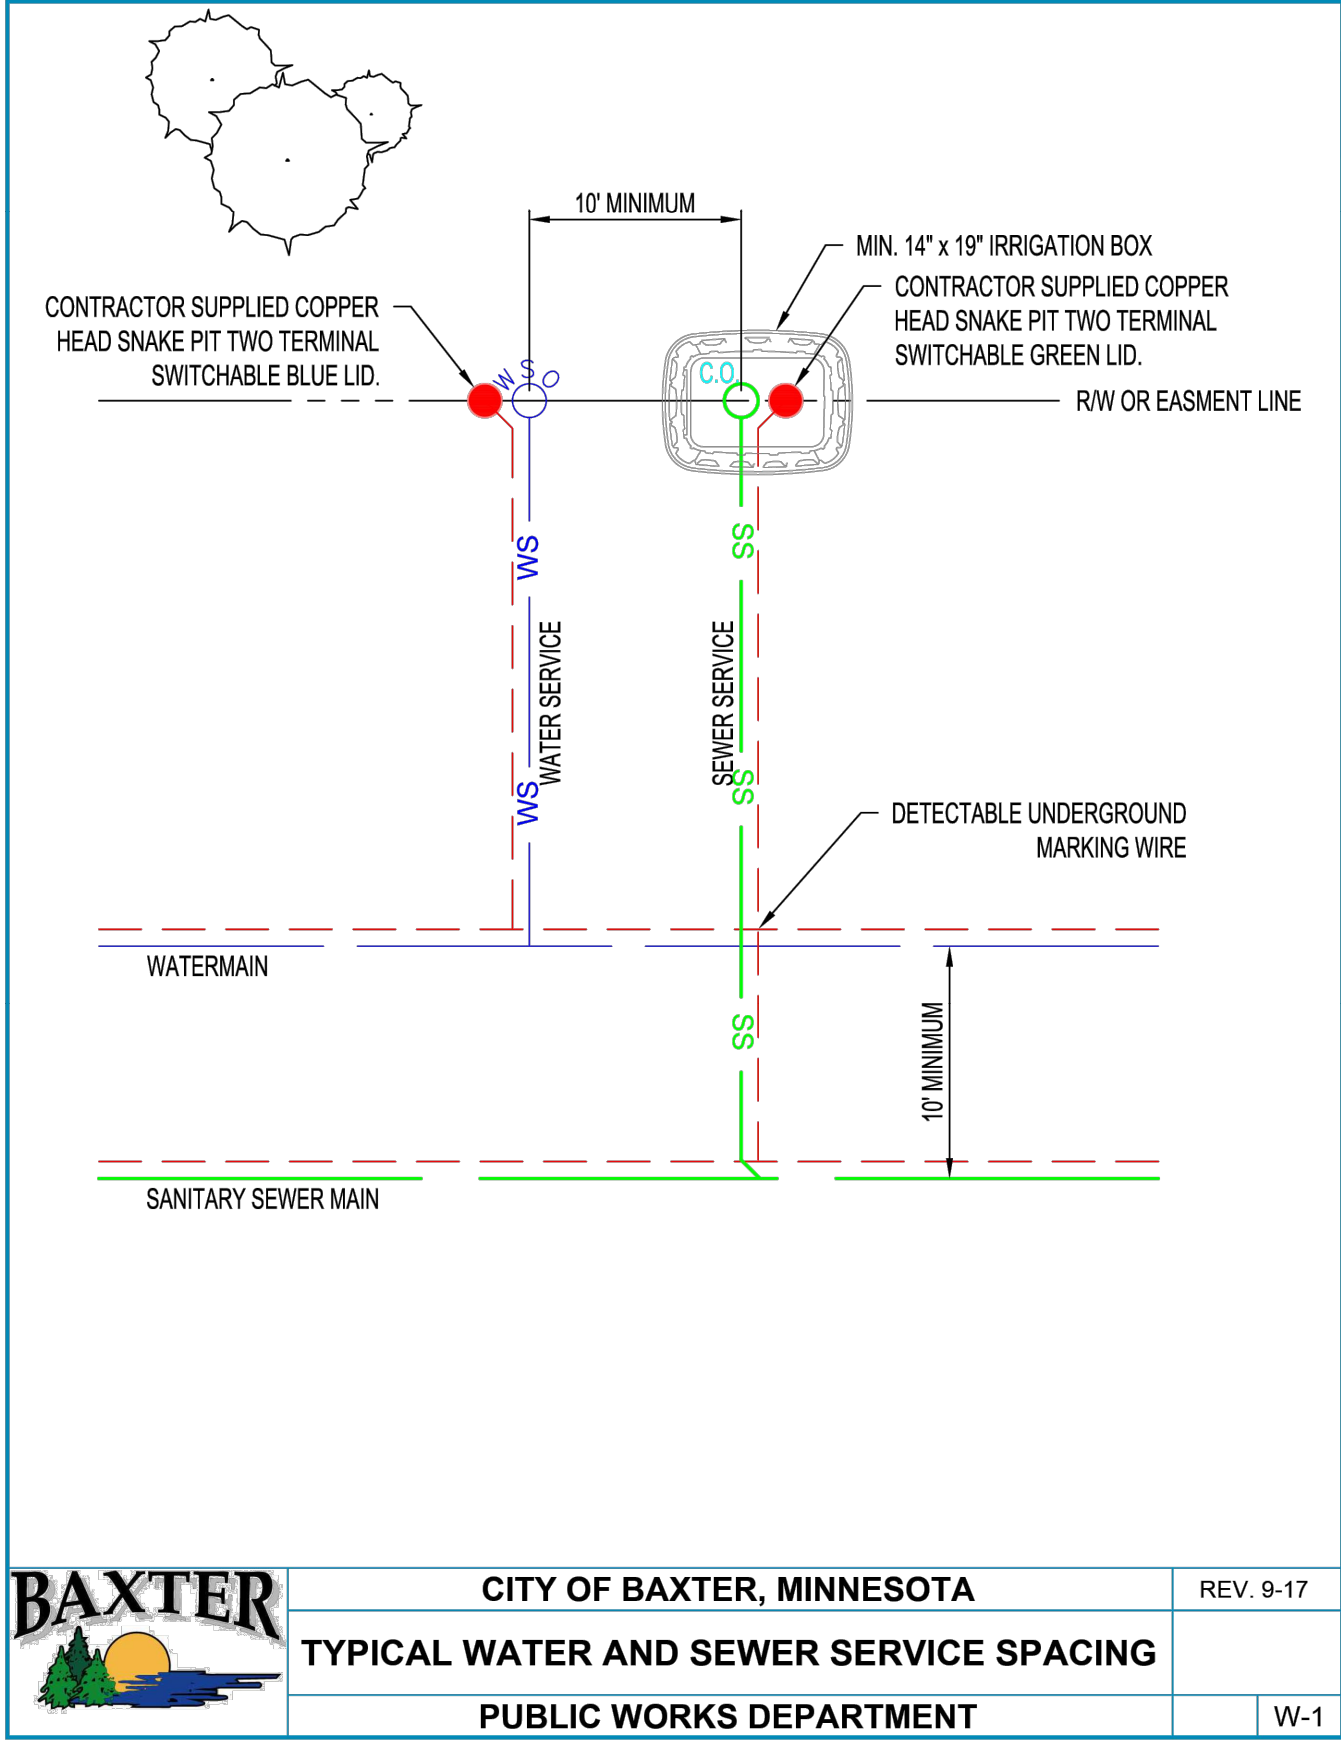 10' MINIMUM
MIN. 14" x 19" IRRIGATION BOX
CONTRACTOR SUPPLIED COPPER
HEAD SNAKE PIT TWO TERMINAL
SWITCHABLE GREEN LID.
CONTRACTOR SUPPLIED COPPER
HEAD SNAKE PIT TWO TERMINAL
SWITCHABLE BLUE LID.
WSO
C.O.
R/W OR EASMENT LINE
WS
SS
WATER SERVICE
SEWER SERVICE
WS
SS
DETECTABLE UNDERGROUND
MARKING WIRE
WATERMAIN
SS
10' MINIMUM
SANITARY SEWER MAIN
BAXTER
CITY OF BAXTER, MINNESOTA
REV. 9-17
TYPICAL WATER AND SEWER SERVICE SPACING
PUBLIC WORKS DEPARTMENT
W-1